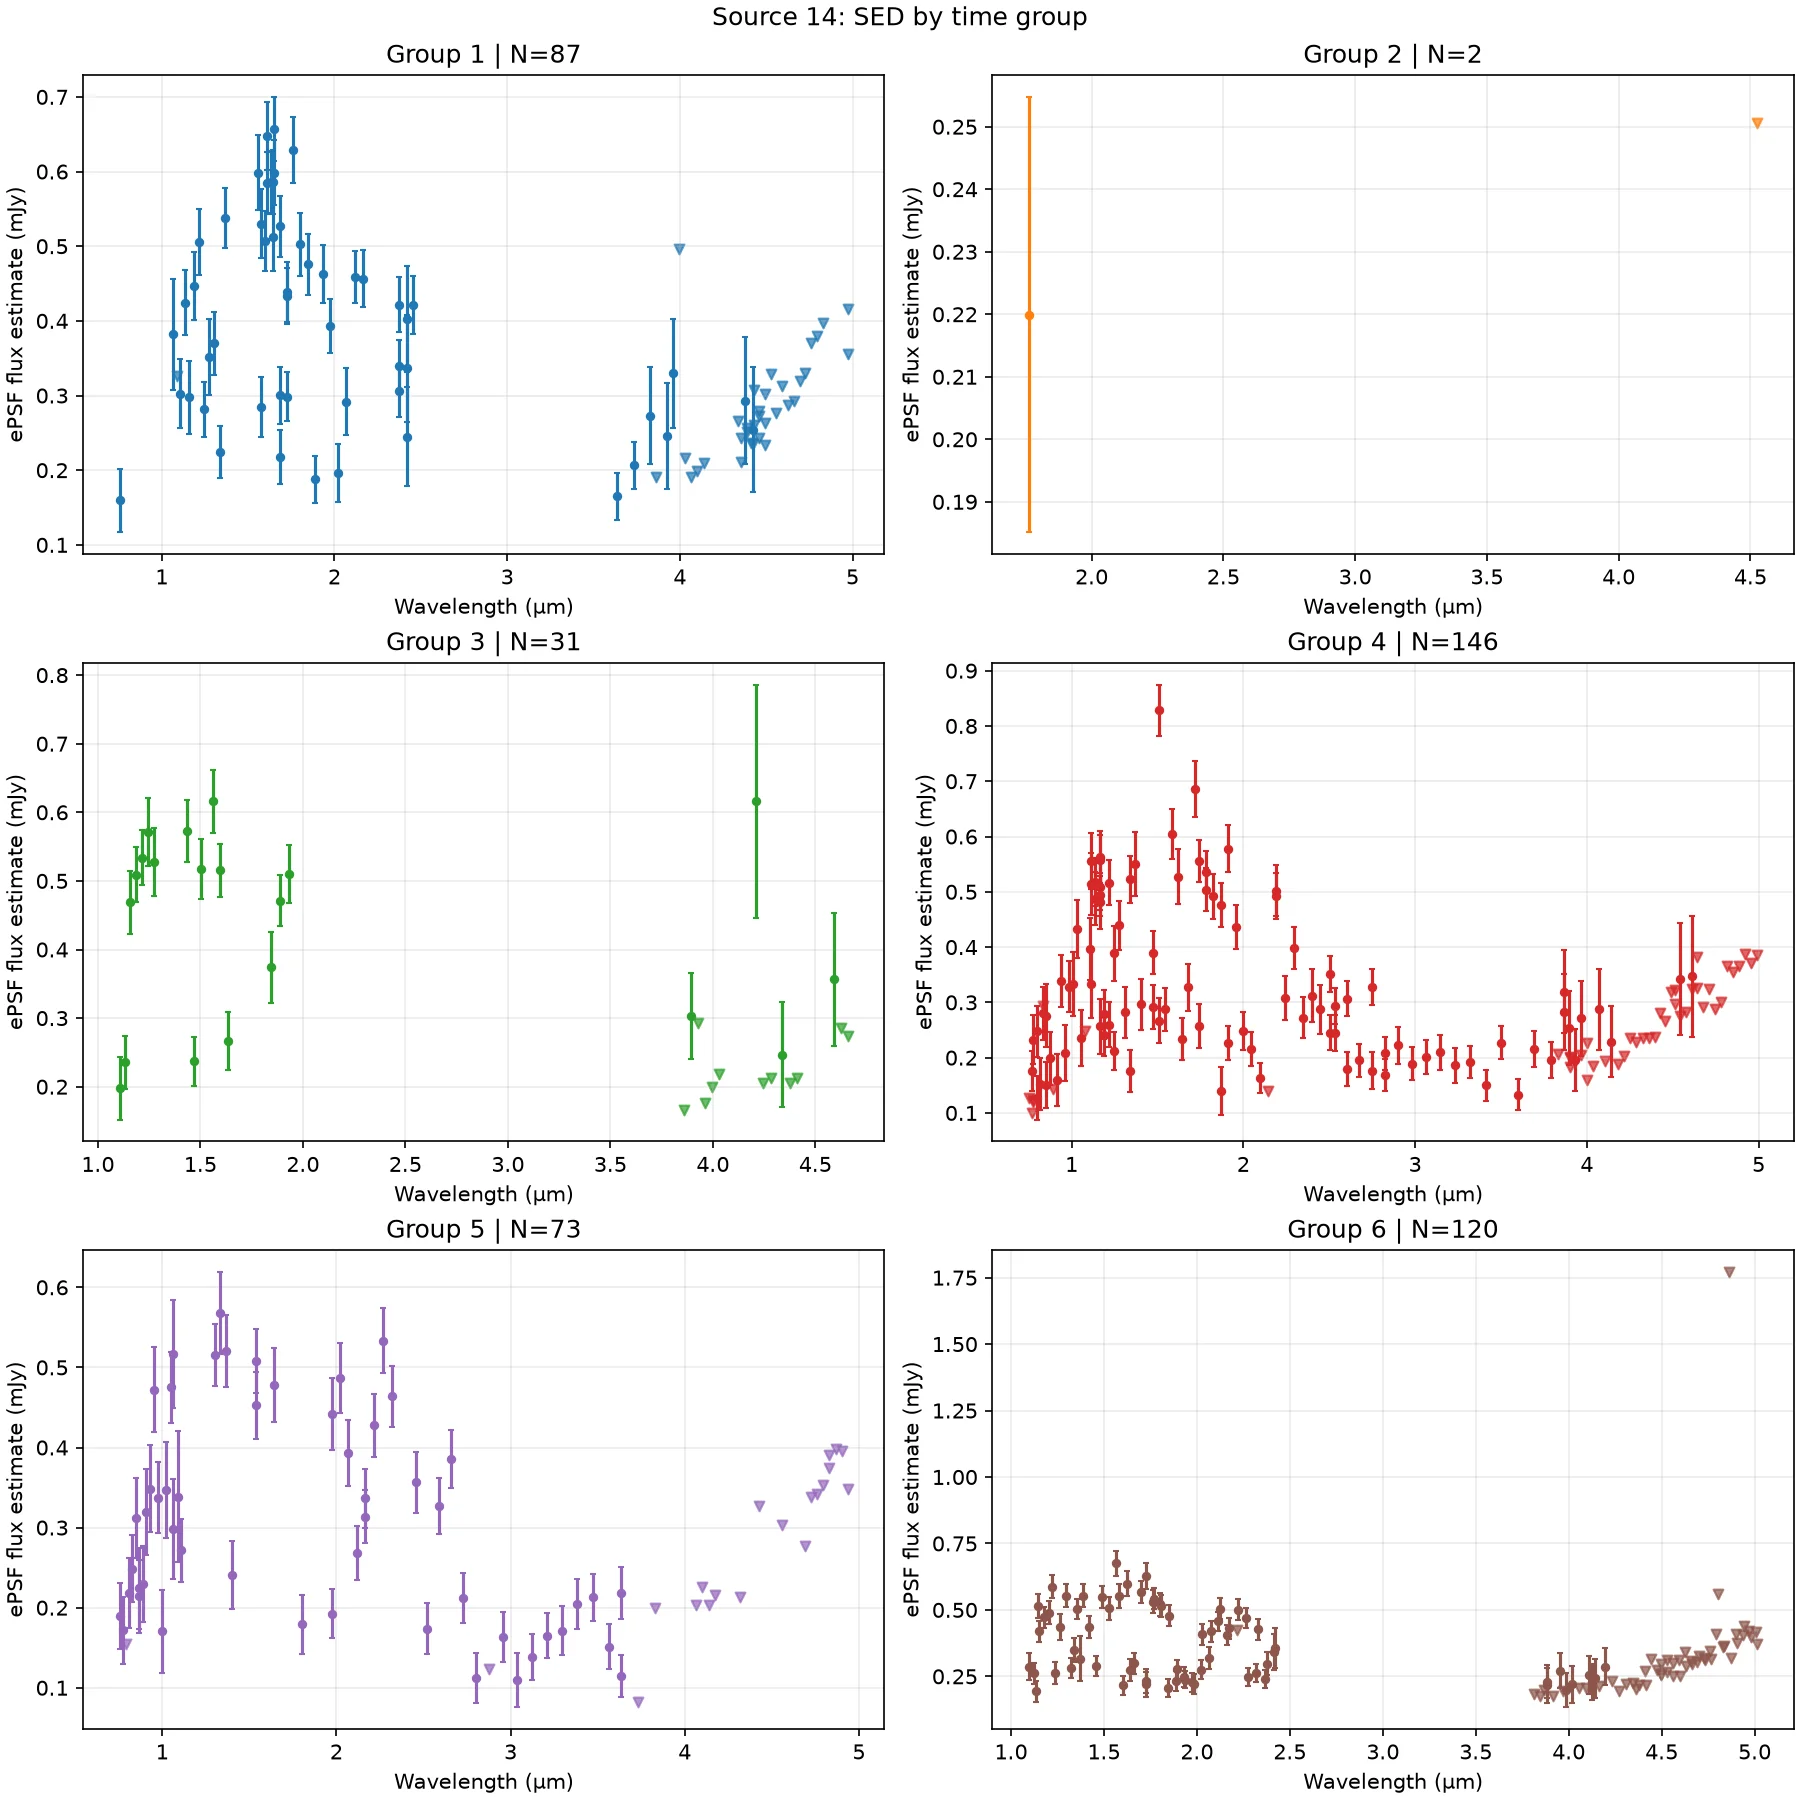 Source 14: SED by time group
Group 1 | N=87
0.7
0.6
0.5
0.4
0.3
0.2
0.1
ePSF flux estimate (mJy)
1 2 3 4 5
Wavelength (μm)
Group 2 | N=2
0.25
0.24
0.23
0.22
0.21
0.20
0.19
ePSF flux estimate (mJy)
2.0 2.5 3.0 3.5 4.0 4.5
Wavelength (μm)
Group 3 | N=31
0.8
0.7
0.6
0.5
0.4
0.3
0.2
ePSF flux estimate (mJy)
1.0 1.5 2.0 2.5 3.0 3.5 4.0 4.5
Wavelength (μm)
Group 4 | N=146
0.9
0.8
0.7
0.6
0.5
0.4
0.3
0.2
0.1
ePSF flux estimate (mJy)
1 2 3 4 5
Wavelength (μm)
Group 5 | N=73
0.6
0.5
0.4
0.3
0.2
0.1
ePSF flux estimate (mJy)
1 2 3 4 5
Wavelength (μm)
Group 6 | N=120
1.75
1.50
1.25
1.00
0.75
0.50
0.25
ePSF flux estimate (mJy)
1.0 1.5 2.0 2.5 3.0 3.5 4.0 4.5 5.0
Wavelength (μm)